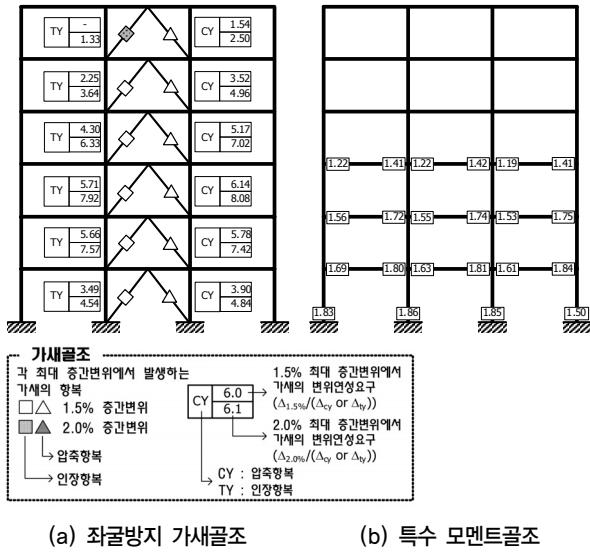 TY - 1.33 CY 1.54 2.50
TY 2.25 3.64 CY 3.52 4.96
TY 4.30 6.33 CY 5.17 7.02
TY 5.71 7.92 CY 6.14 8.08
TY 5.66 7.57 CY 5.78 7.42
TY 3.49 4.54 CY 3.90 4.84
1.22 1.41 1.22 1.42 1.19 1.41
1.56 1.72 1.55 1.74 1.53 1.75
1.69 1.80 1.63 1.81 1.61 1.84
1.83 1.86 1.85 1.50
가새골조
각 최대 층간변위에서 발생하는
가새의 항복
1.5% 층간변위
2.0% 층간변위
압축항복
인장항복
CY 6.0 6.1
1.5% 최대 층간변위에서
가새의 변위연성요구
(Δ1.5%/(Δcy or Δty))
2.0% 최대 층간변위에서
가새의 변위연성요구
(Δ2.0%/(Δcy or Δty))
CY : 압축항복
TY : 인장항복
(a) 좌굴방지 가새골조
(b) 특수 모멘트골조